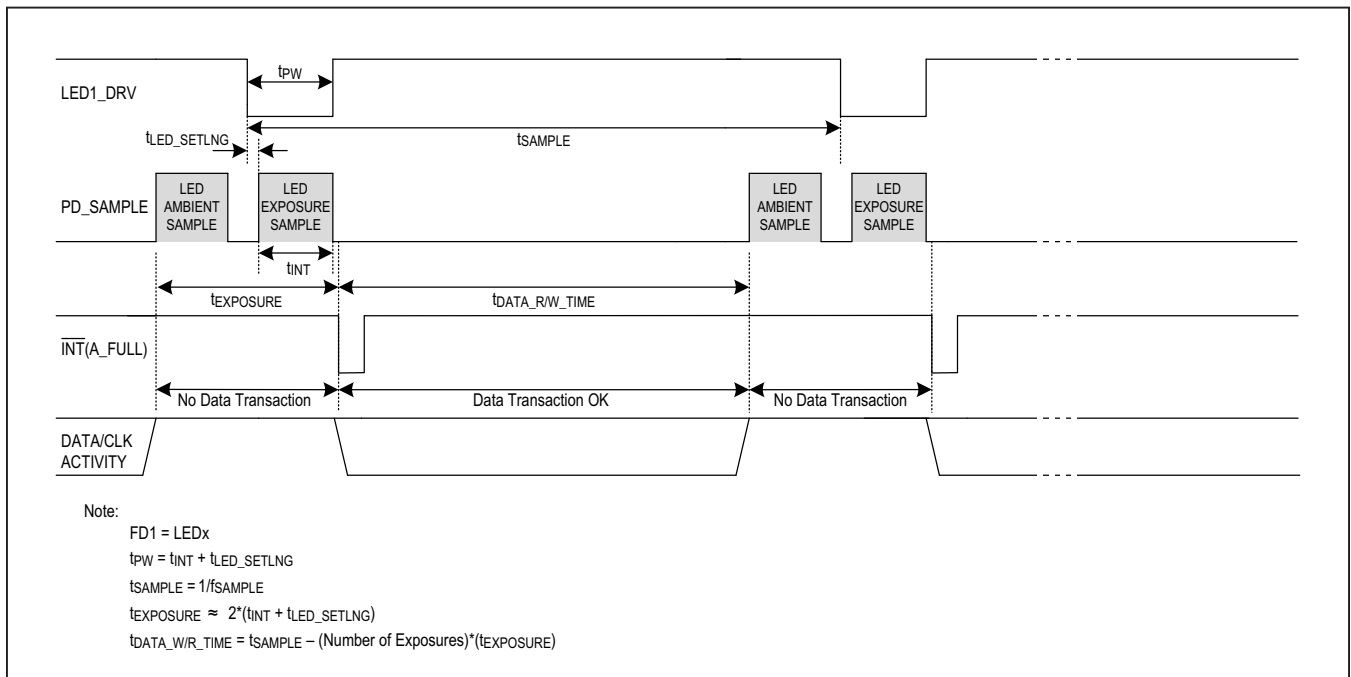 LED1_DRV
tPW
tLED_SETLNG
tSAMPLE
PD_SAMPLE
LED
AMBIENT
SAMPLE
LED
EXPOSURE
SAMPLE
LED
AMBIENT
SAMPLE
LED
EXPOSURE
SAMPLE
tINT
tEXPOSURE
tDATA_R/W_TIME
INT(A_FULL)
No Data Transaction
Data Transaction OK
No Data Transaction
DATA/CLK
ACTIVITY
Note:
FD1 = LEDx
tPW = tINT + tLED_SETLNG
tSAMPLE = 1/fSAMPLE
tEXPOSURE ≈ 2*(tINT + tLED_SETLNG)
tDATA_W/R_TIME = tSAMPLE – (Number of Exposures)*(tEXPOSURE)